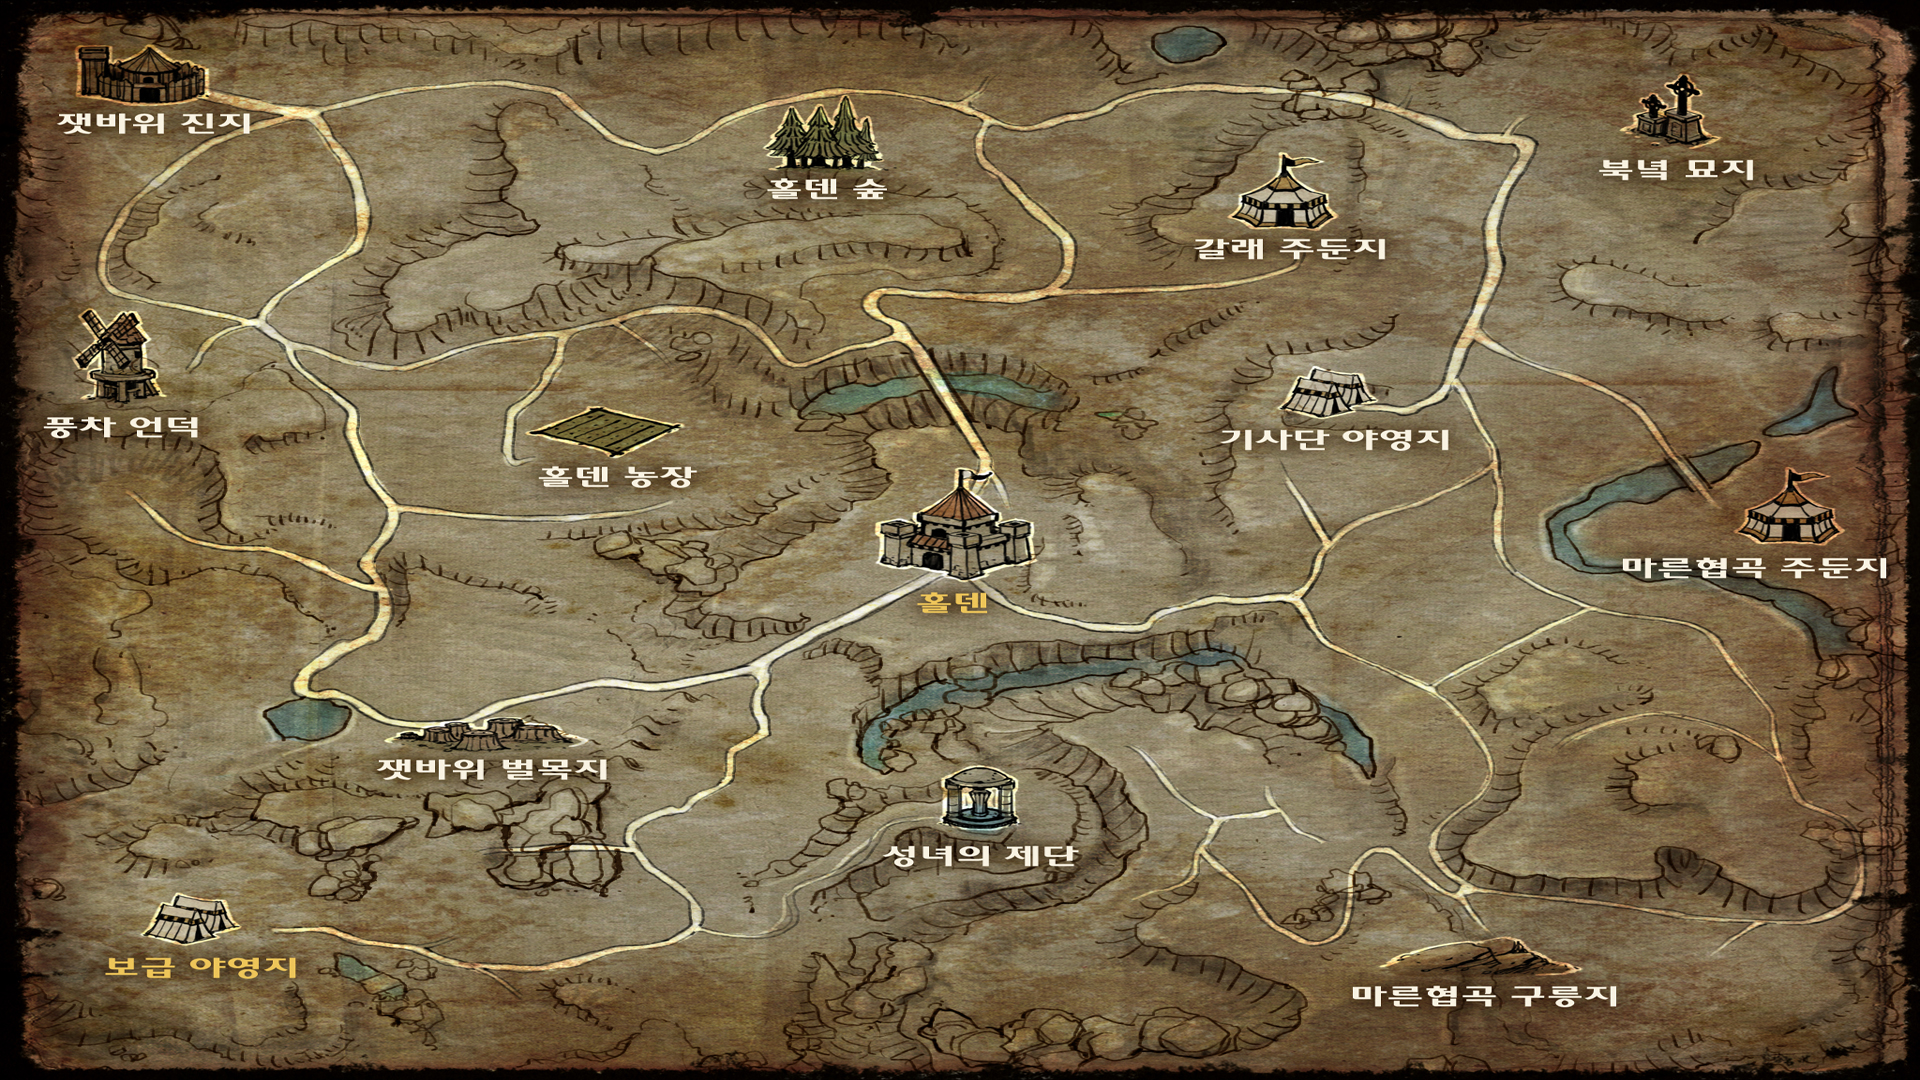 잿바위 진지
북녘 묘지
홀덴 숲
갈래 주둔지
풍차 언덕
기사단 야영지
홀덴 농장
마른협곡 주둔지
홀덴
잿바위 벌목지
성녀의 제단
보급 야영지
마른협곡 구릉지